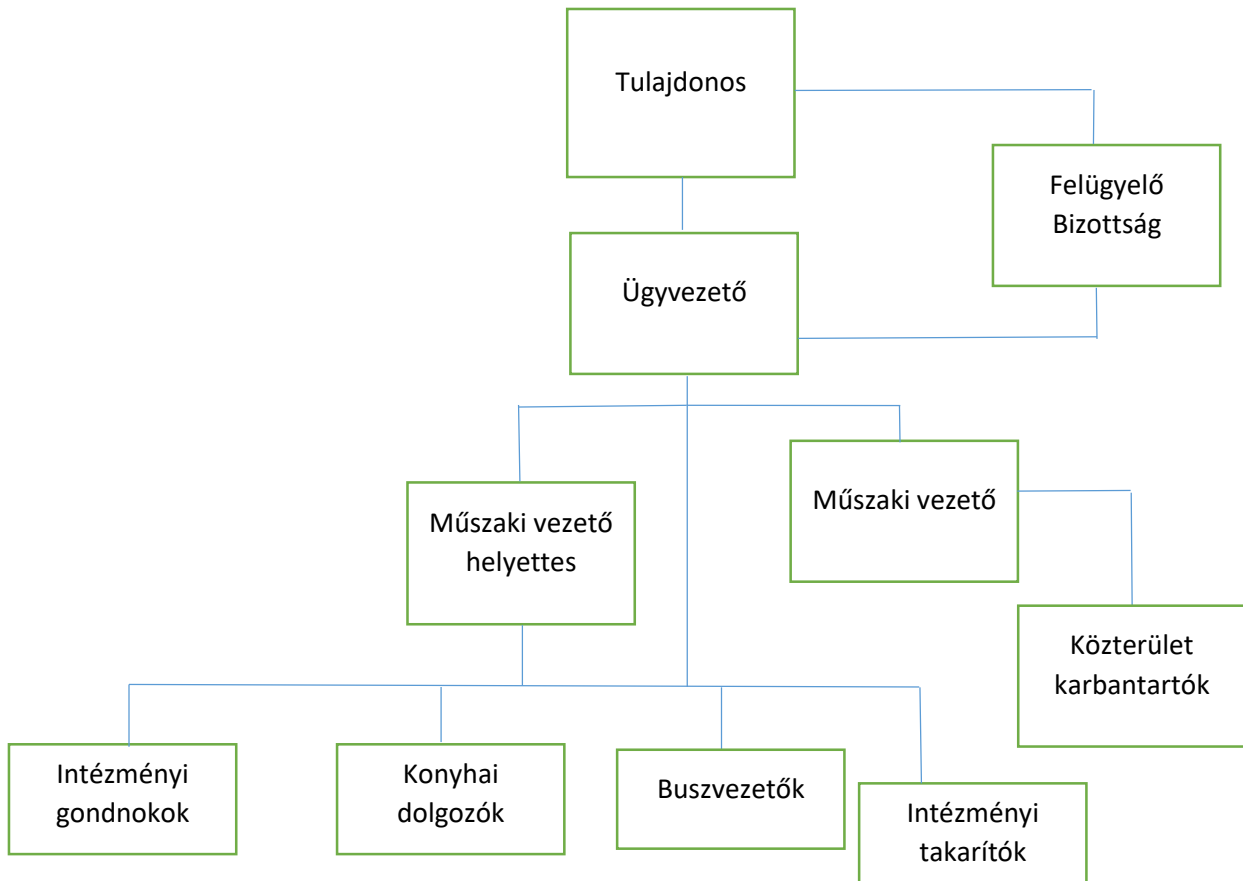 Tulajdonos
Felügyelő
Bizottság
Ügyvezető
Műszaki vezető
helyettes
Műszaki vezető
Közterület
karbantartók
Intézményi
gondnokok
Konyhai
dolgozók
Buszvezetők
Intézményi
takarítók